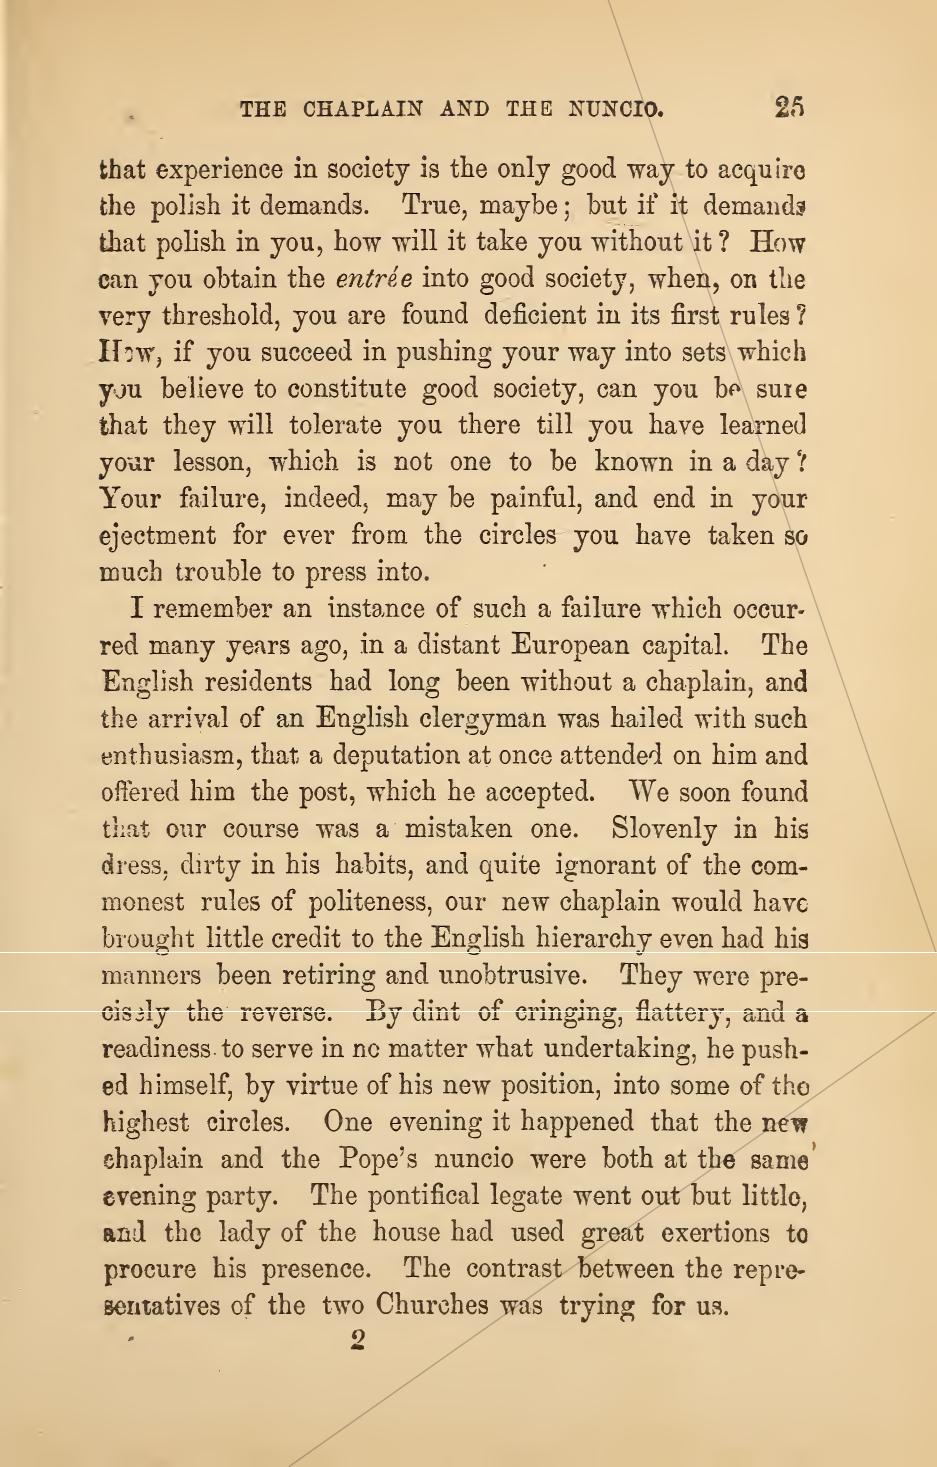 THE CHAPLAIN AND THE NUNCIO. 25
that experience in society is the only good way to acquire
the polish it demands. True, maybe; but if it demands
that polish in you, how will it take you without it? How
can you obtain the entrée into good society, when, on the
very threshold, you are found deficient in its first rules?
How, if you succeed in pushing your way into sets which
you believe to constitute good society, can you be sure
that they will tolerate you there till you have learned
your lesson, which is not one to be known in a day?
Your failure, indeed, may be painful, and end in your
ejectment for ever from the circles you have taken so
much trouble to press into.
I remember an instance of such a failure which occur-
red many years ago, in a distant European capital. The
English residents had long been without a chaplain, and
the arrival of an English clergyman was hailed with such
enthusiasm, that a deputation at once attended on him and
offered him the post, which he accepted. We soon found
that our course was a mistaken one. Slovenly in his
dress, dirty in his habits, and quite ignorant of the com-
monest rules of politeness, our new chaplain would have
brought little credit to the English hierarchy even had his
manners been retiring and unobtrusive. They were pre-
cisely the reverse. By dint of cringing, flattery, and a
readiness to serve in no matter what undertaking, he push-
ed himself, by virtue of his new position, into some of the
highest circles. One evening it happened that the new
chaplain and the Pope's nuncio were both at the same
evening party. The pontifical legate went out but little,
and the lady of the house had used great exertions to
procure his presence. The contrast between the repre-
sentatives of the two Churches was trying for us.
2